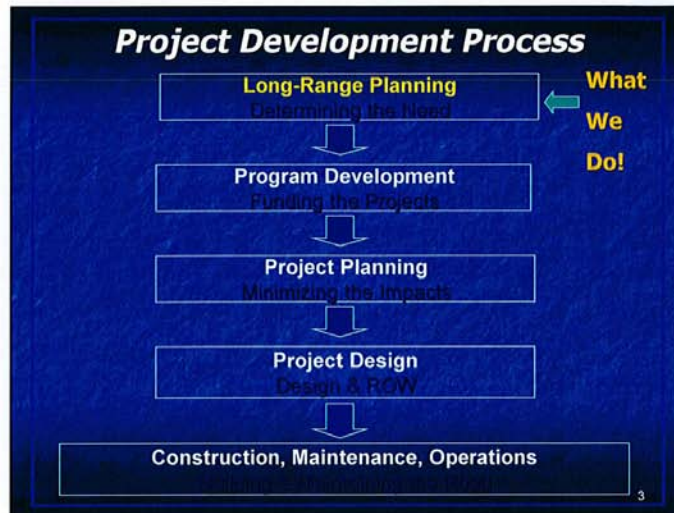 Project Development Process
Long-Range Planning
Determining the Need
What
We
Do!
Program Development
Funding the Projects
Project Planning
Minimizing the Impacts
Project Design
Design & ROW
Construction, Maintenance, Operations
3